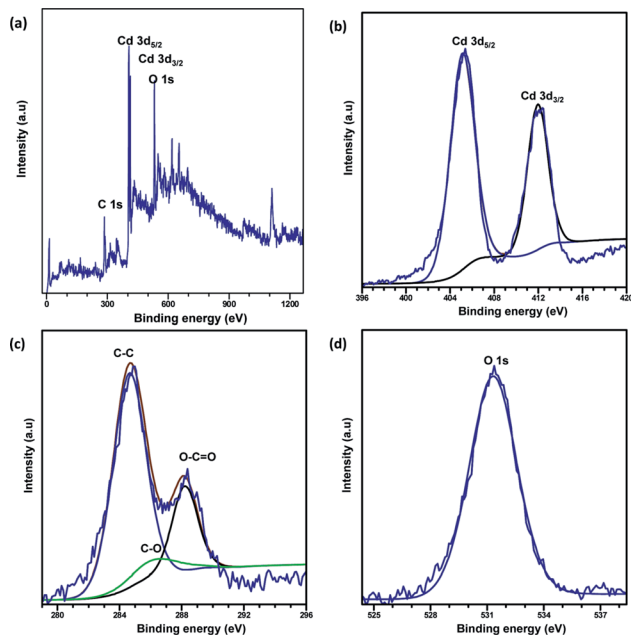 (a)
Cd 3d5/2
Cd 3d3/2
O 1s
C 1s
Intensity (a.u)
0 300 600 900 1200
Binding energy (eV)
(b)
Cd 3d5/2
Cd 3d3/2
Intensity (a.u)
396 400 404 408 412 416 420
Binding energy (eV)
(c)
C-C
O-C=O
C-O
Intensity (a.u)
280 284 288 292 296
Binding energy (eV)
(d)
O 1s
Intensity (a.u)
525 528 531 534 537
Binding energy (eV)